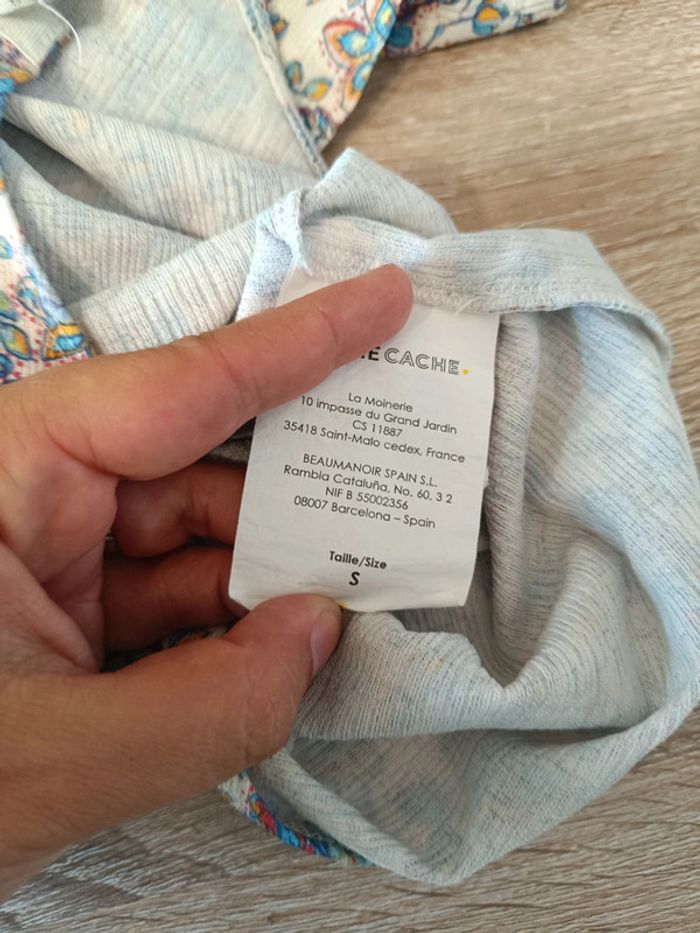 CACHE.
La Moinerie
10 impasse du Grand Jardin
CS 11887
35418 Saint-Malo cedex, France
BEAUMANOIR SPAIN S.L.
Rambla Cataluña, No. 60, 3 2
NIF B 55002356
08007 Barcelona – Spain
Taille/Size
S